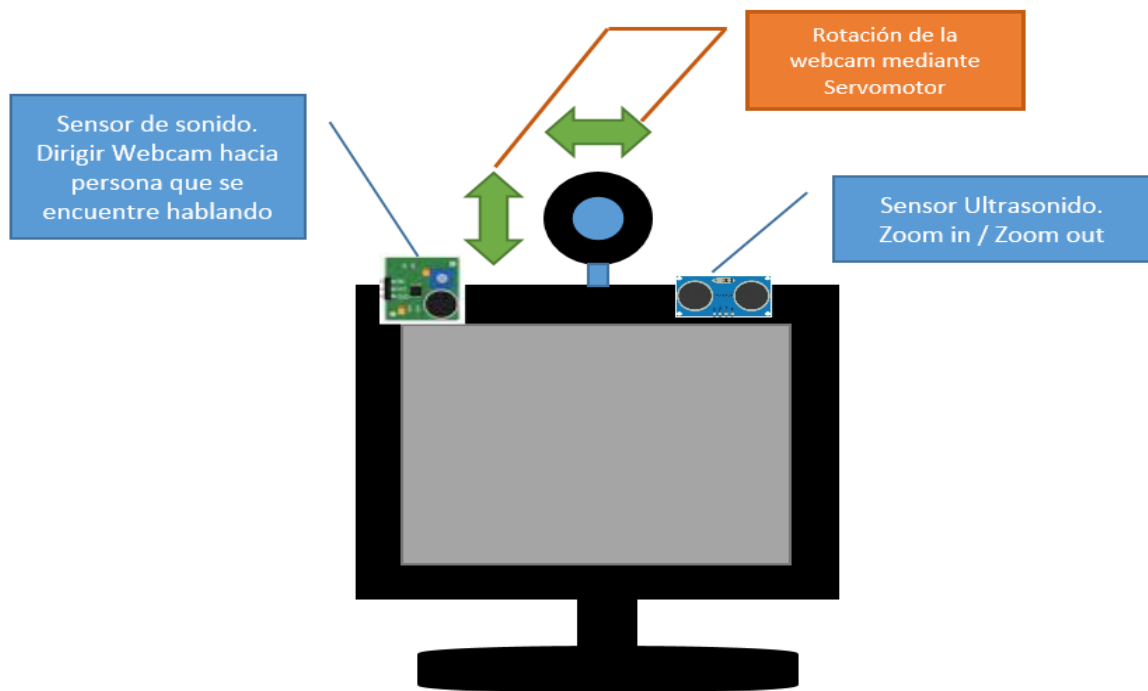 Rotación de la
webcam mediante
Servomotor
Sensor de sonido.
Dirigir Webcam hacia
persona que se
encuentre hablando
Sensor Ultrasonido.
Zoom in / Zoom out